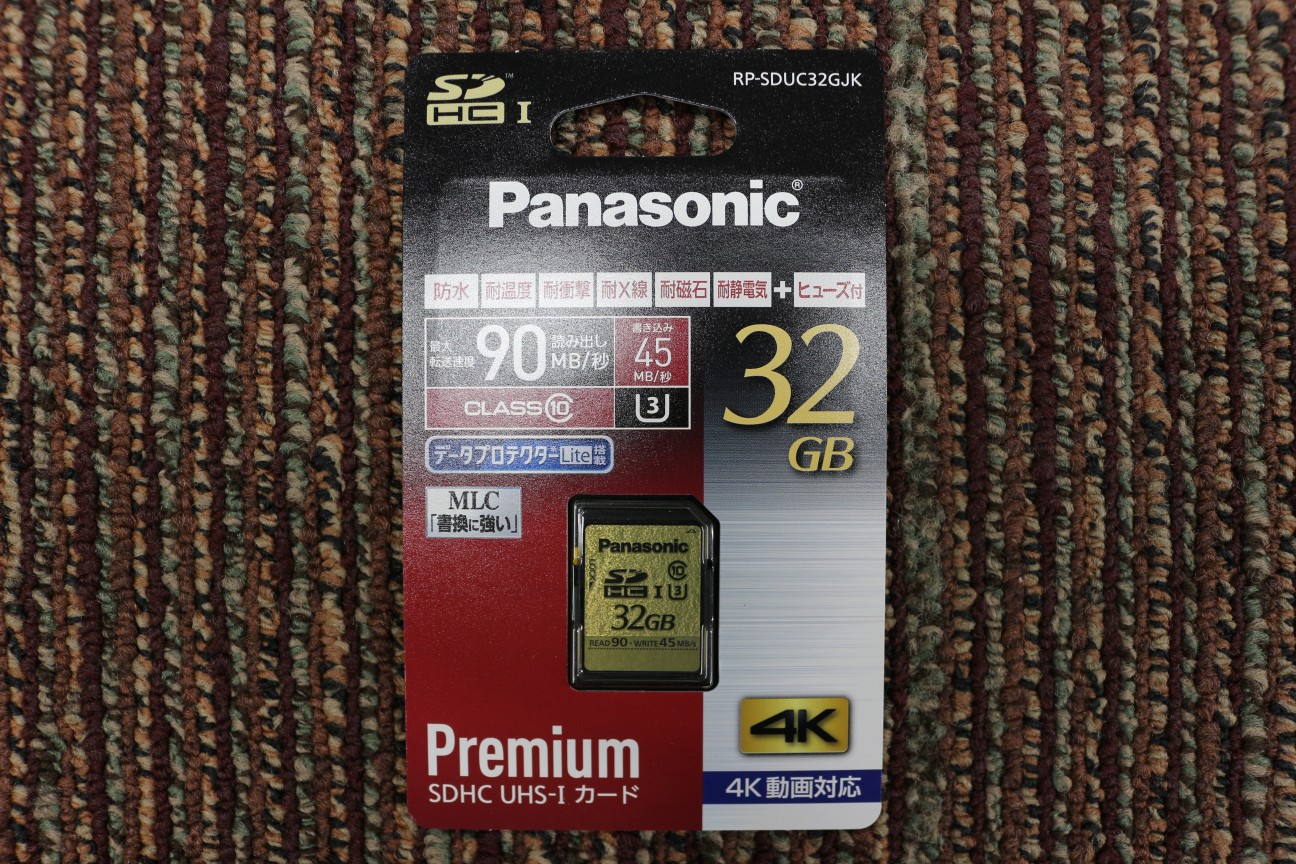 SD HC I ™
RP-SDUC32GJK
Panasonic®
防水 耐温度 耐衝撃 耐X線 耐磁石 耐静電気 + ヒューズ付
最大転送速度 90 読み出し MB/秒
書き込み 45 MB/秒
CLASS 10
3
32
GB
データプロテクター Lite 搭載
MLC
「書換に強い」
Panasonic
SD HC I 10 3
LOCK
32GB
READ 90 • WRITE 45 MB/s
4K
4K 動画対応
Premium
SDHC UHS-I カード